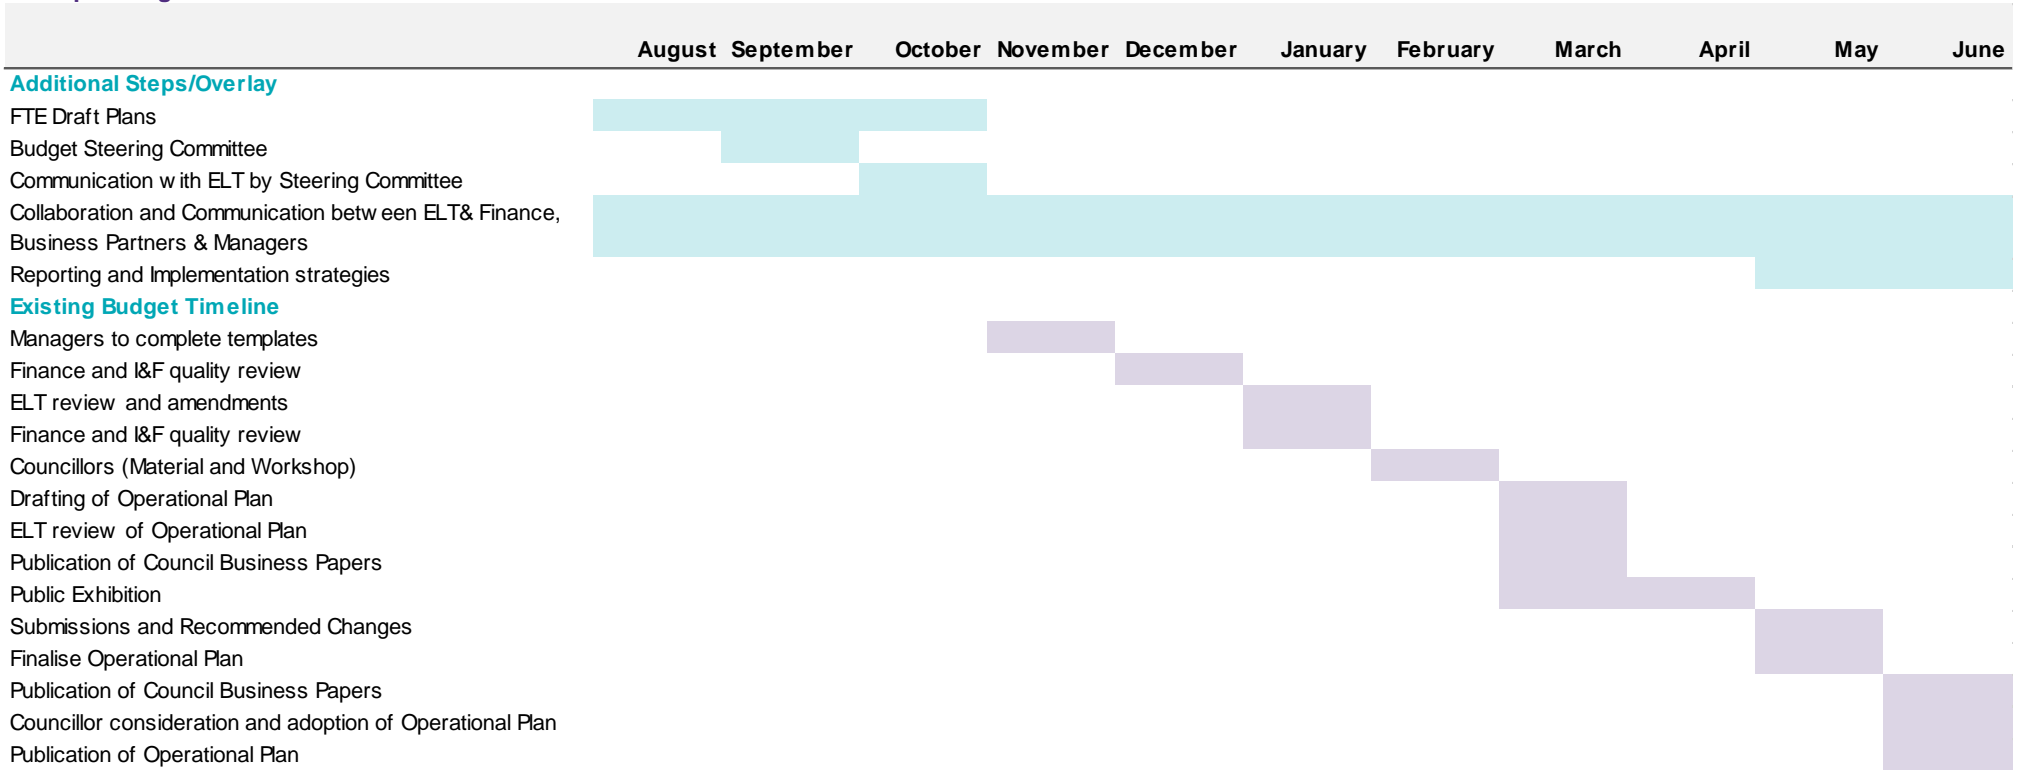 August September October November December January February March April May June
Additional Steps/Overlay
FTE Draft Plans
Budget Steering Committee
Communication with ELT by Steering Committee
Collaboration and Communication between ELT& Finance,
Business Partners & Managers
Reporting and Implementation strategies
Existing Budget Timeline
Managers to complete templates
Finance and I&F quality review
ELT review and amendments
Finance and I&F quality review
Councillors (Material and Workshop)
Drafting of Operational Plan
ELT review of Operational Plan
Publication of Council Business Papers
Public Exhibition
Submissions and Recommended Changes
Finalise Operational Plan
Publication of Council Business Papers
Councillor consideration and adoption of Operational Plan
Publication of Operational Plan